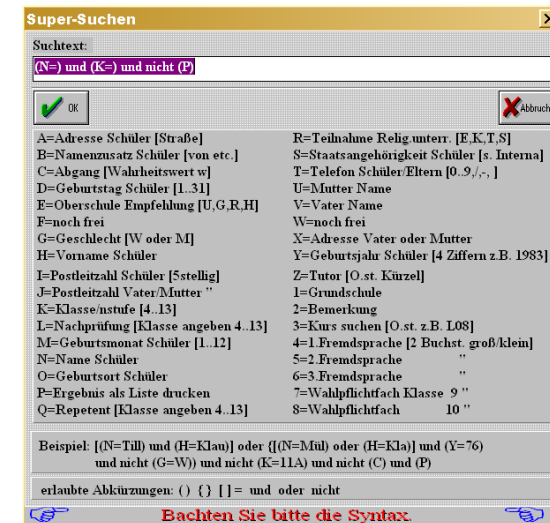 Super-Suchen
Suchtext:
(N=) und (K=) und nicht (P)
OK
Abbruch
A=Adresse Schüler [Straße]
B=Namenzusatz Schüler [von etc.]
C=Abgang [Wahrheitswert w]
D=Geburtstag Schüler [1..31]
E=Oberschule Empfehlung [U,G,R,H]
F=noch frei
G=Geschlecht [W oder M]
H=Vorname Schüler
I=Postleitzahl Schüler [5stellig]
J=Postleitzahl Vater/Mutter "
K=Klasse/nstufe [4..13]
L=Nachprüfung [Klasse angeben 4..13]
M=Geburtsmonat Schüler [1..12]
N=Name Schüler
O=Geburtsort Schüler
P=Ergebnis als Liste drucken
Q=Repetent [Klasse angeben 4..13]
R=Teilnahme Relig.unterr. [E,K,T,S]
S=Staatsangehörigkeit Schüler [s. Interna]
T=Telefon Schüler/Eltern [0..9,/,-, ]
U=Mutter Name
V=Vater Name
W=noch frei
X=Adresse Vater oder Mutter
Y=Geburtsjahr Schüler [4 Ziffern z.B. 1983]
Z=Tutor [O.st. Kürzel]
1=Grundschule
2=Bemerkung
3=Kurs suchen [O.st. z.B. L08]
4=1.Fremdsprache [2 Buchst. groß/klein]
5=2.Fremdsprache "
6=3.Fremdsprache "
7=Wahlpflichtfach Klasse 9 "
8=Wahlpflichtfach 10 "
Beispiel: [(N=Till) und (H=Klau)] oder {[(N=Mül) oder (H=Kla)] und (Y=76)
und nicht (G=W)) und nicht (K=11A) und nicht (C) und (P)
erlaubte Abkürzungen: ( ) { } [ ] = und oder nicht
Bachten Sie bitte die Syntax.